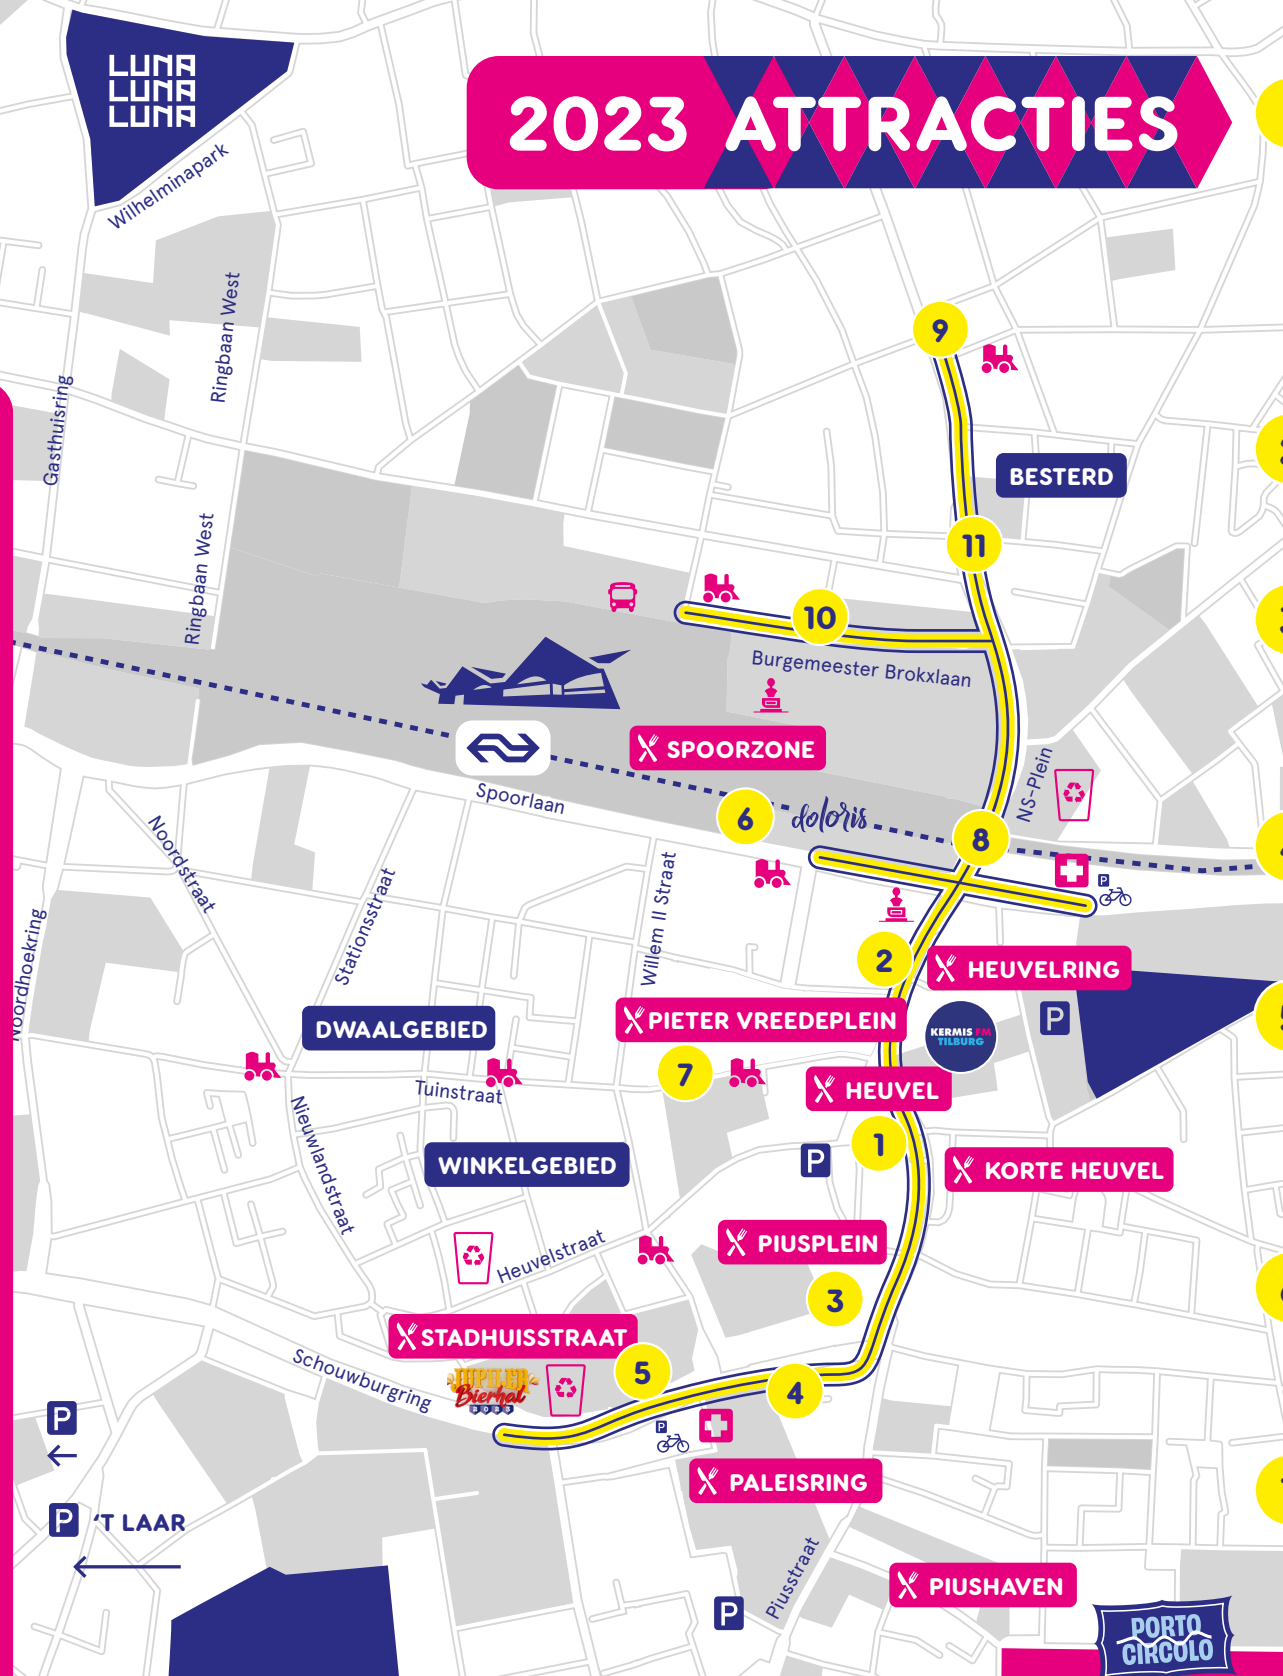 LUNA
LUNA
LUNA
2023 ATTRACTIES
Wilhelminapark
Ringbaan West
9
Gasthuisring
BESTERD
11
Ringbaan West
10
Burgemeester Brokxlaan
SPOORZONE
NS-Plein
Spoorlaan
6
doloris
8
Noordstraat
Stationsstraat
Willem II Straat
P
Noordhoekring
2
HEUVELRING
DWAALGEBIED
PIETER VREEDEPLEIN
KERMIS FM
TILBURG
P
7
HEUVEL
Tuinstraat
Nieuwlandstraat
1
WINKELGEBIED
P
KORTE HEUVEL
Heuvelstraat
PIUSPLEIN
3
STADHUISSTRAAT
Schouwburgring
JUPILER
Bierhal
2023
5
4
P
P
PALEISRING
P 'T LAAR
Piusstraat
PIUSHAVEN
P
PORTO
CIRCOLO